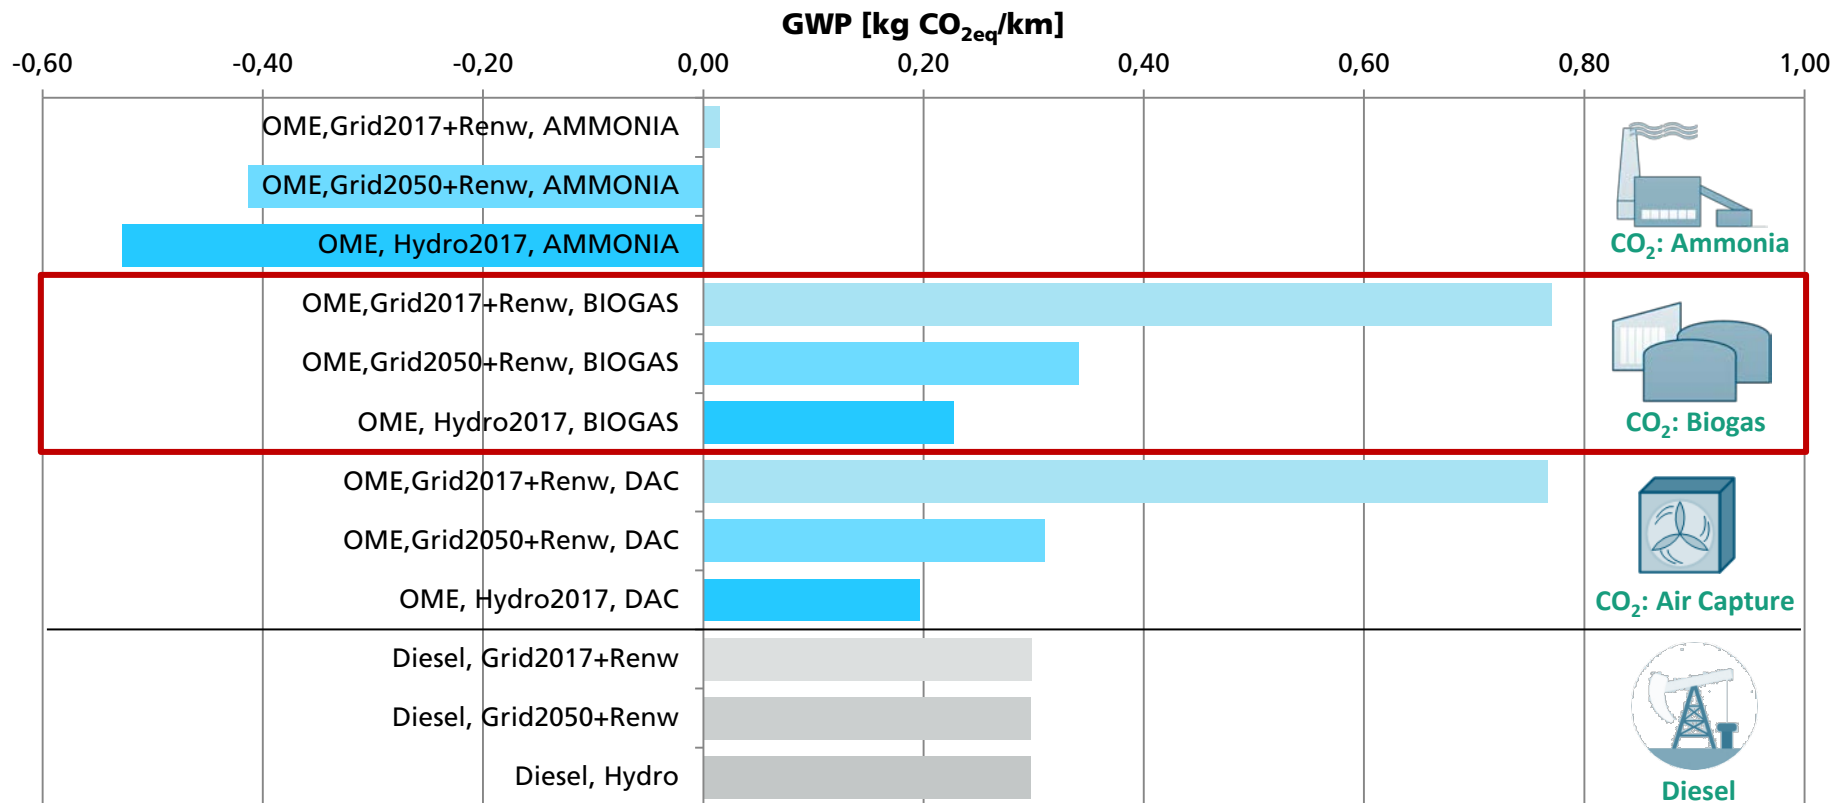 GWP [kg CO₂eq/km]
-0,60 -0,40 -0,20 0,00 0,20 0,40 0,60 0,80 1,00
OME,Grid2017+Renw, AMMONIA
OME,Grid2050+Renw, AMMONIA
OME, Hydro2017, AMMONIA
CO₂: Ammonia
OME,Grid2017+Renw, BIOGAS
OME,Grid2050+Renw, BIOGAS
OME, Hydro2017, BIOGAS
CO₂: Biogas
OME,Grid2017+Renw, DAC
OME,Grid2050+Renw, DAC
OME, Hydro2017, DAC
CO₂: Air Capture
Diesel, Grid2017+Renw
Diesel, Grid2050+Renw
Diesel, Hydro
Diesel